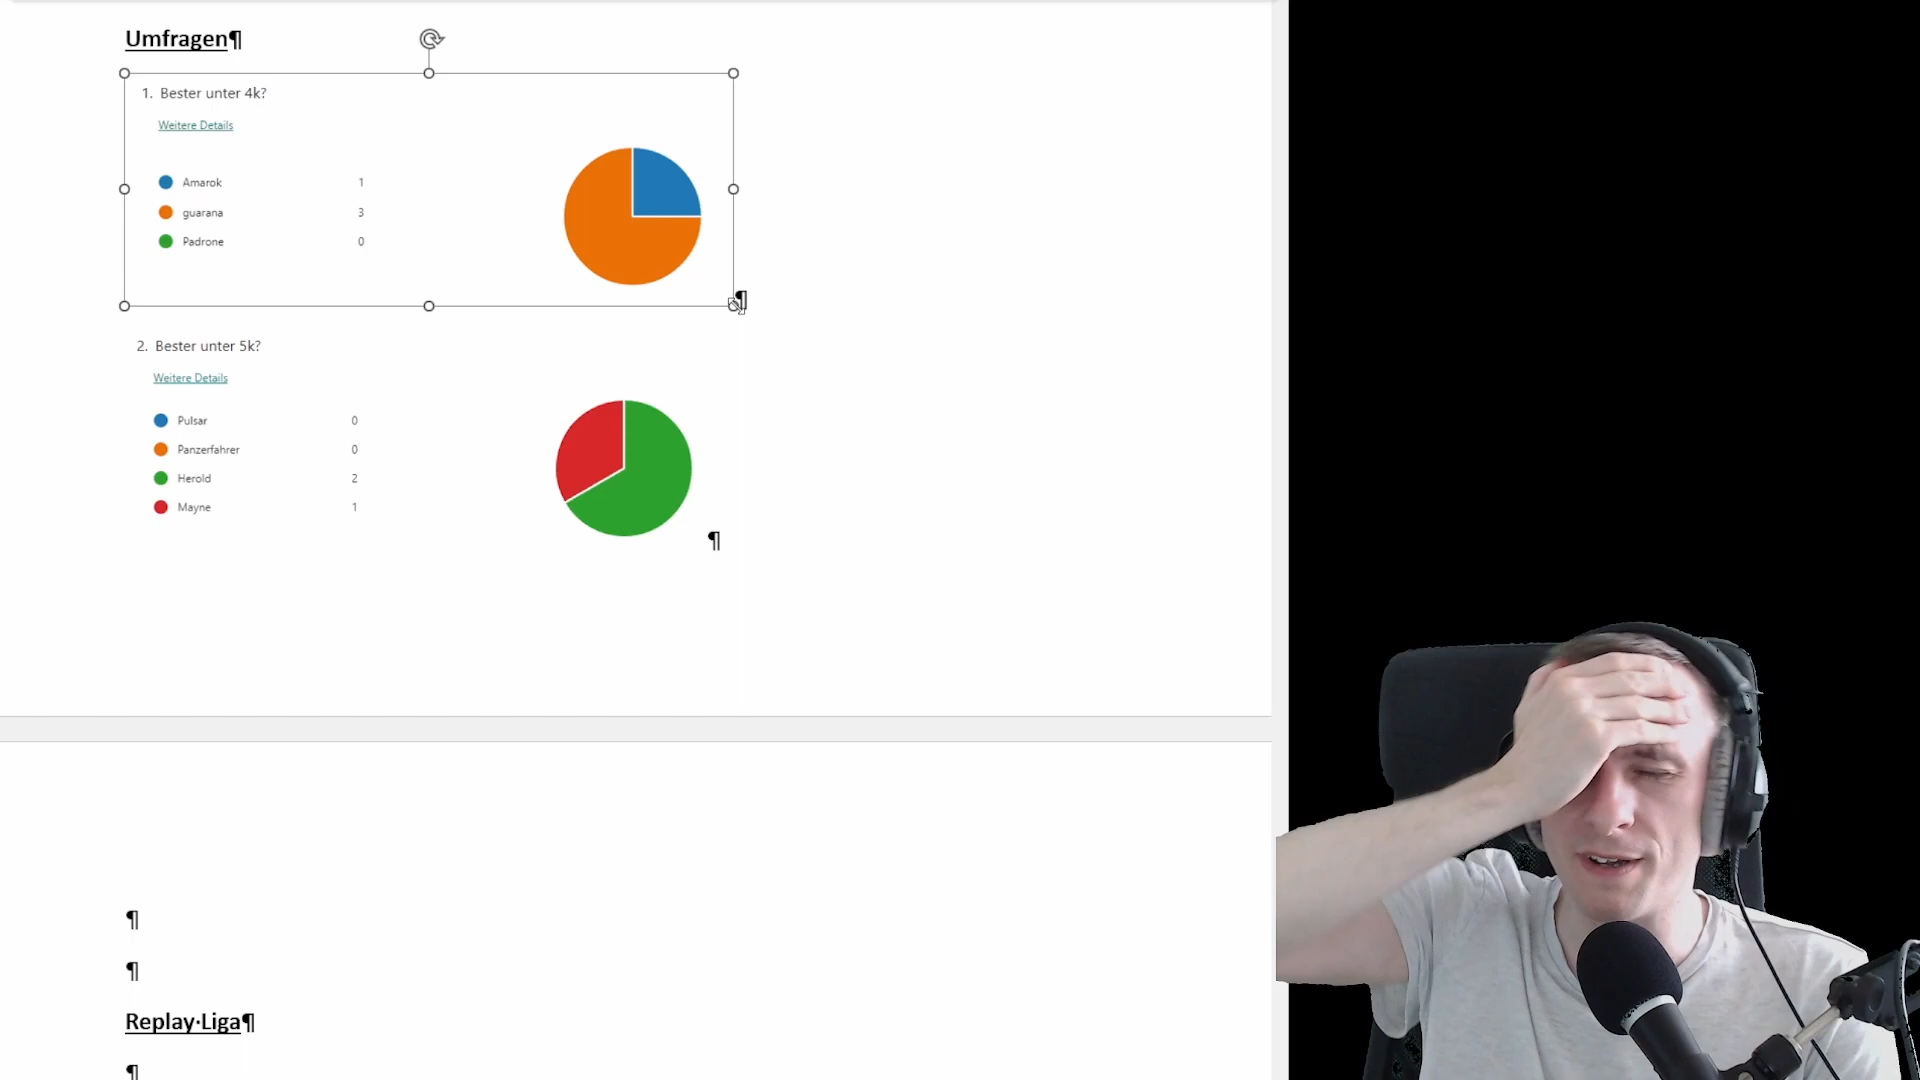 Umfragen¶
1. Bester unter 4k?
Weitere Details
Amarok 1
guarana 3
Padrone 0
¶
2. Bester unter 5k?
Weitere Details
Pulsar 0
Panzerfahrer 0
Herold 2
Mayne 1
¶
¶
¶
Replay·Liga¶
¶